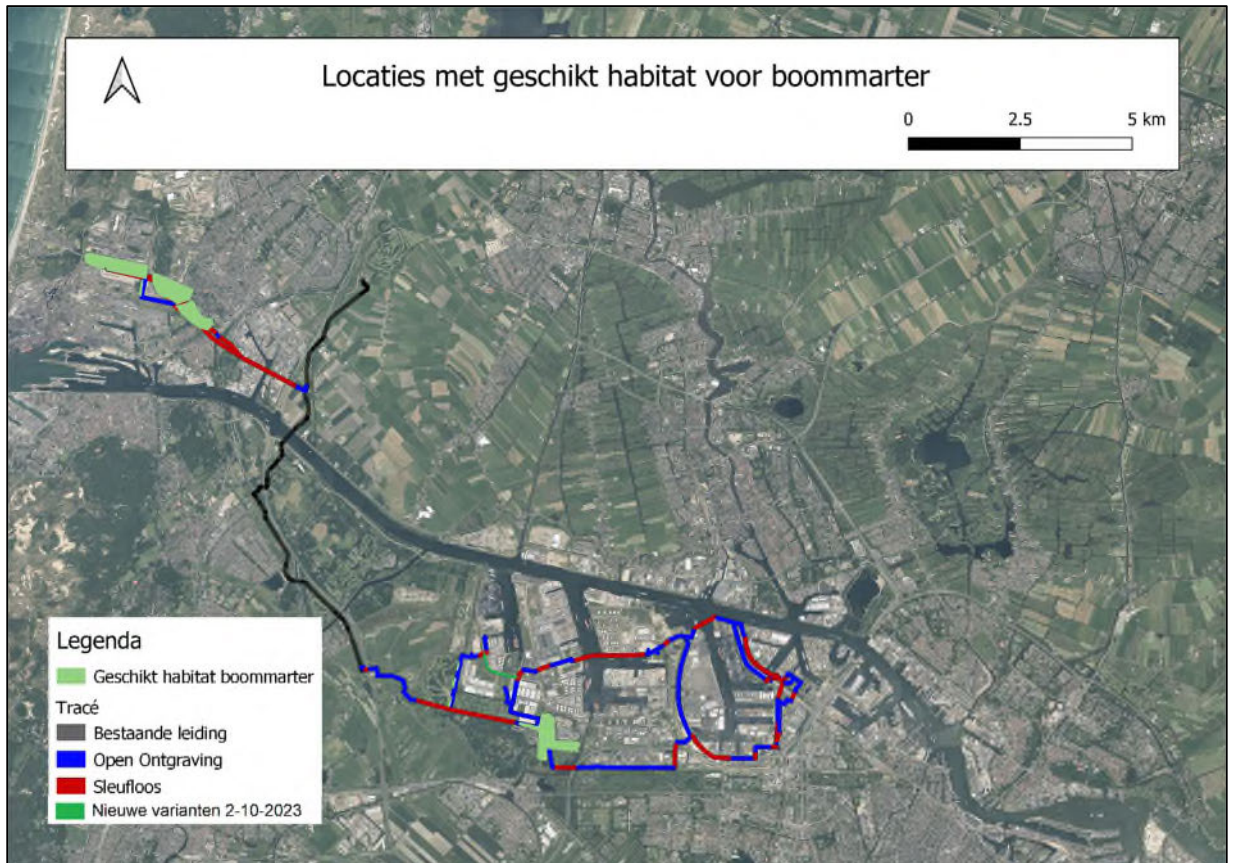 Locaties met geschikt habitat voor boommarter
0 2.5 5 km
Legenda
Geschikt habitat boommarter
Tracé
Bestaande leiding
Open Ontgraving
Sleufloos
Nieuwe varianten 2-10-2023